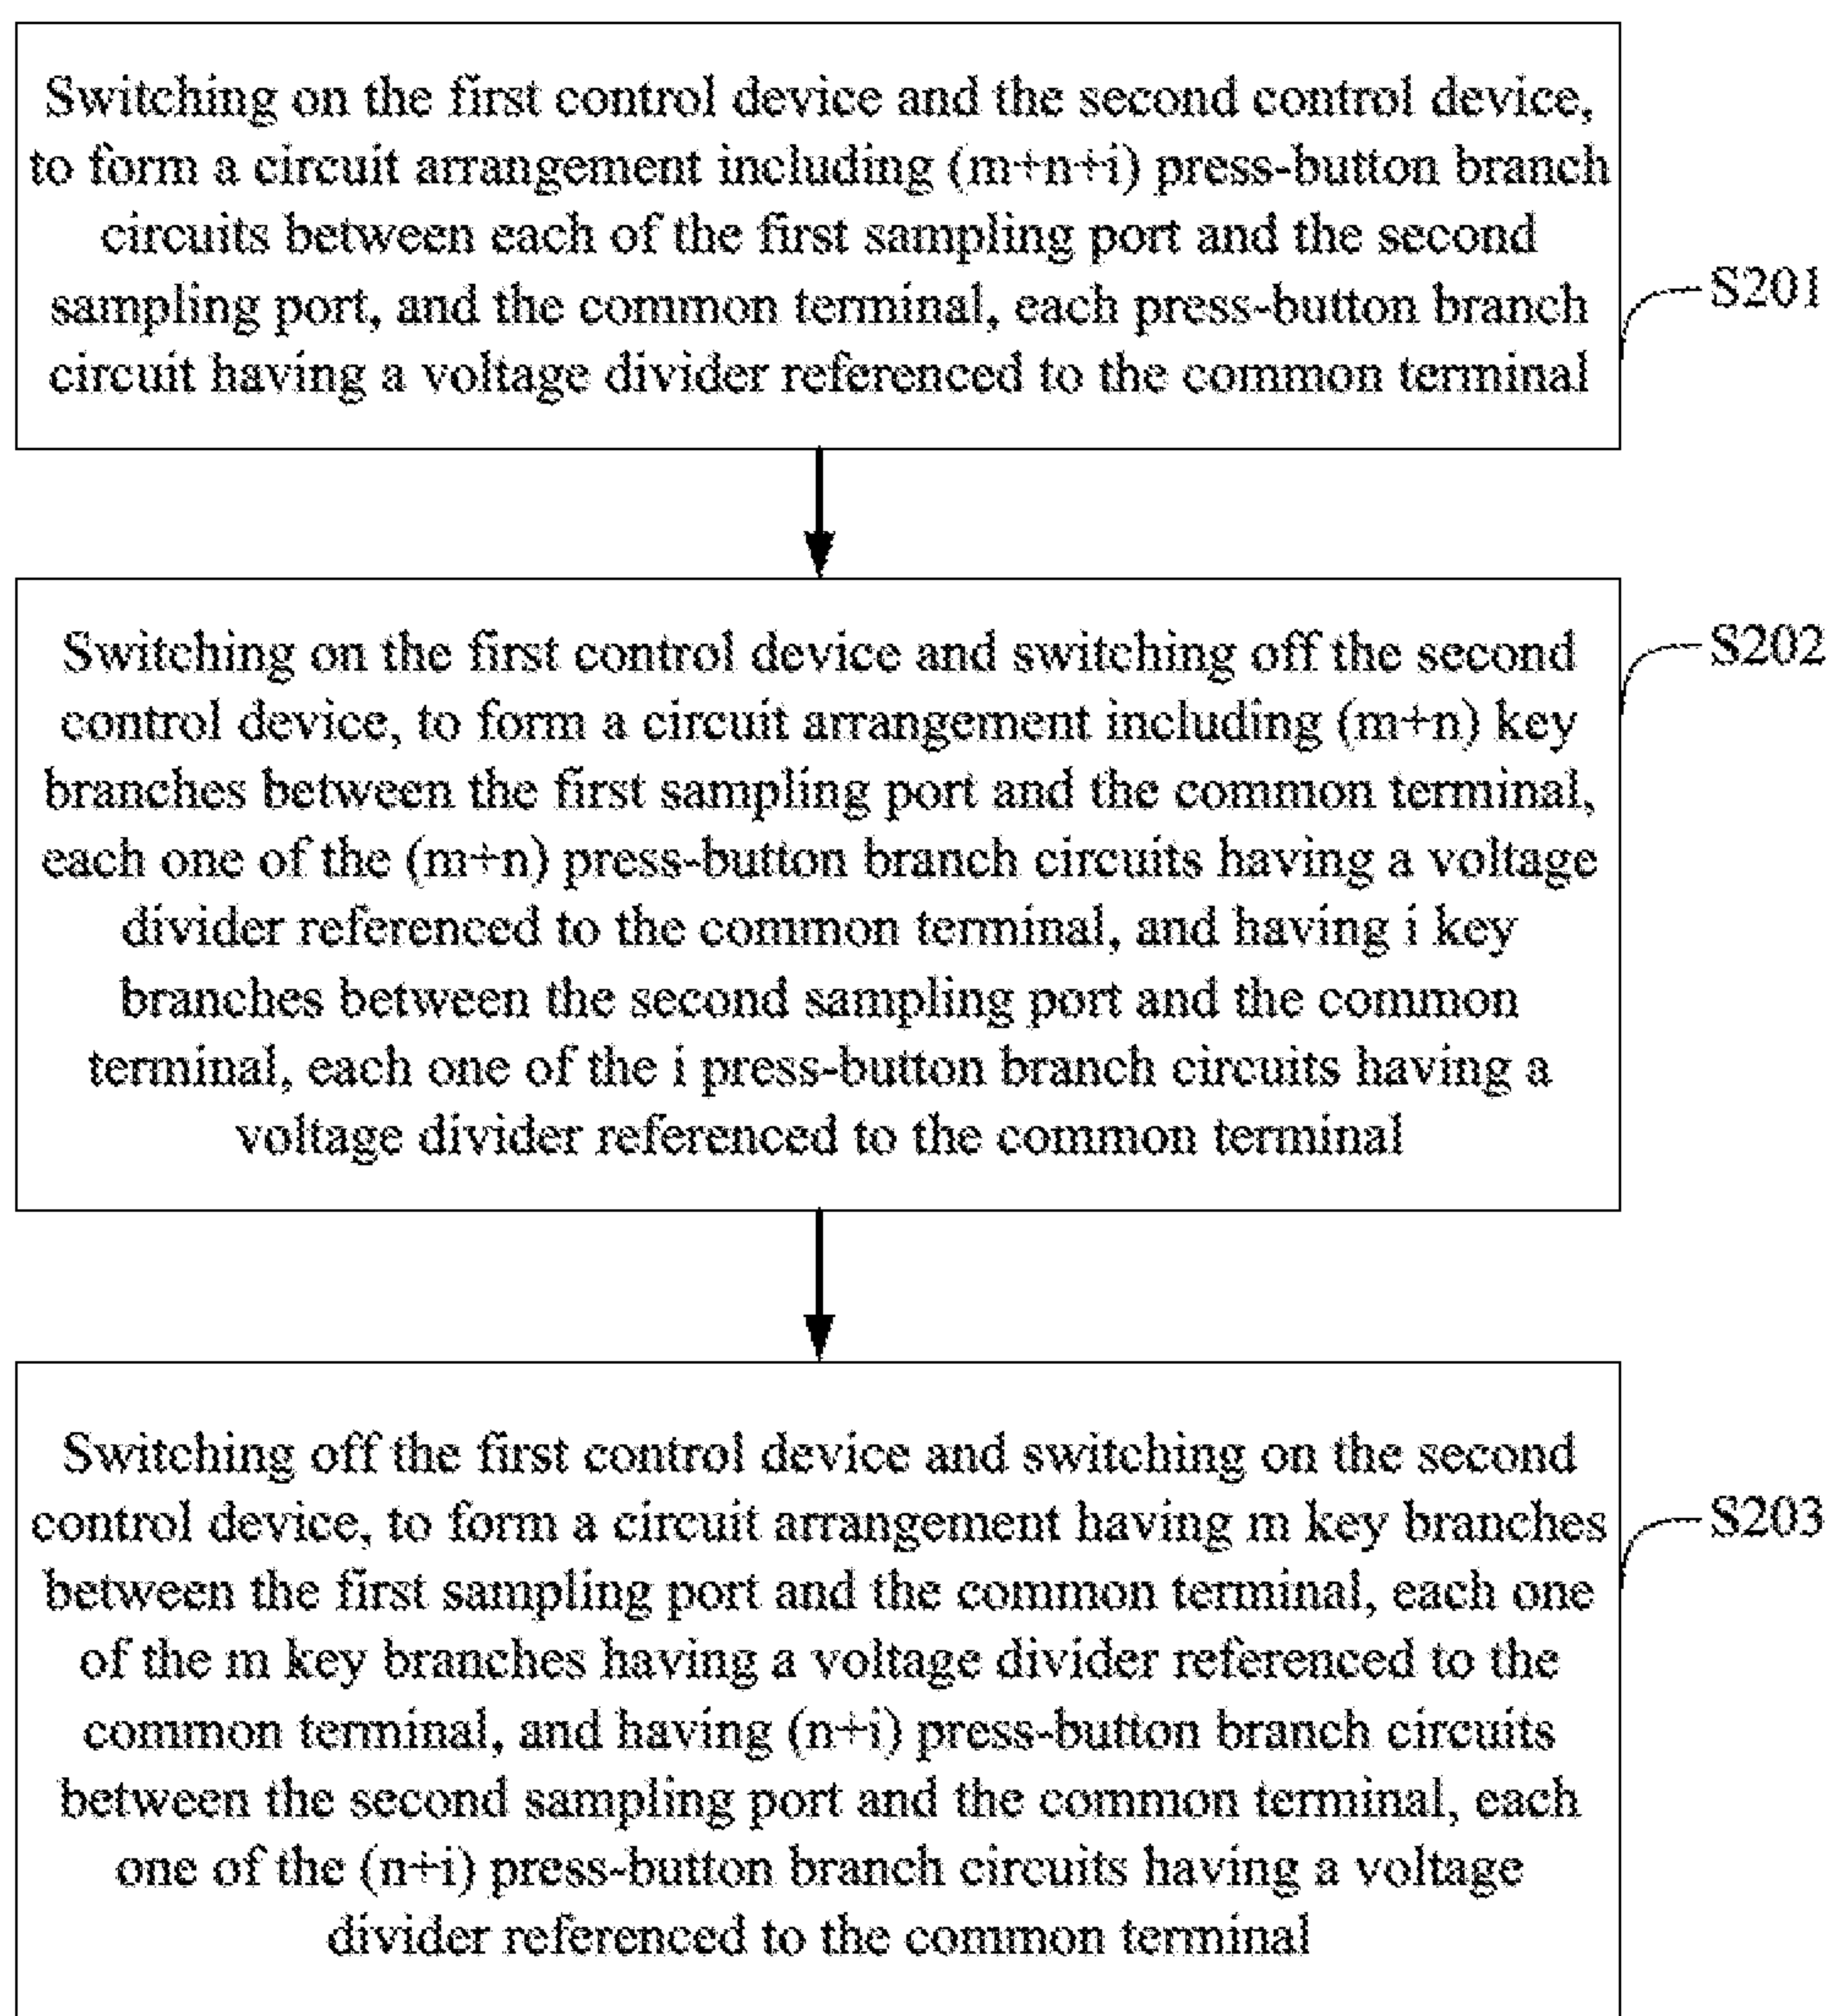 Switching on the first control device and the second control device,
to form a circuit arrangement including (m+n+i) press-button branch
circuits between each of the first sampling port and the second
sampling port, and the common terminal, each press-button branch
circuit having a voltage divider referenced to the common terminal
S201
Switching on the first control device and switching off the second
control device, to form a circuit arrangement including (m+n) key
branches between the first sampling port and the common terminal,
each one of the (m+n) press-button branch circuits having a voltage
divider referenced to the common terminal, and having i key
branches between the second sampling port and the common
terminal, each one of the i press-button branch circuits having a
voltage divider referenced to the common terminal
S202
Switching off the first control device and switching on the second
control device, to form a circuit arrangement having m key branches
between the first sampling port and the common terminal, each one
of the m key branches having a voltage divider referenced to the
common terminal, and having (n+i) press-button branch circuits
between the second sampling port and the common terminal, each
one of the (n+i) press-button branch circuits having a voltage
divider referenced to the common terminal
S203